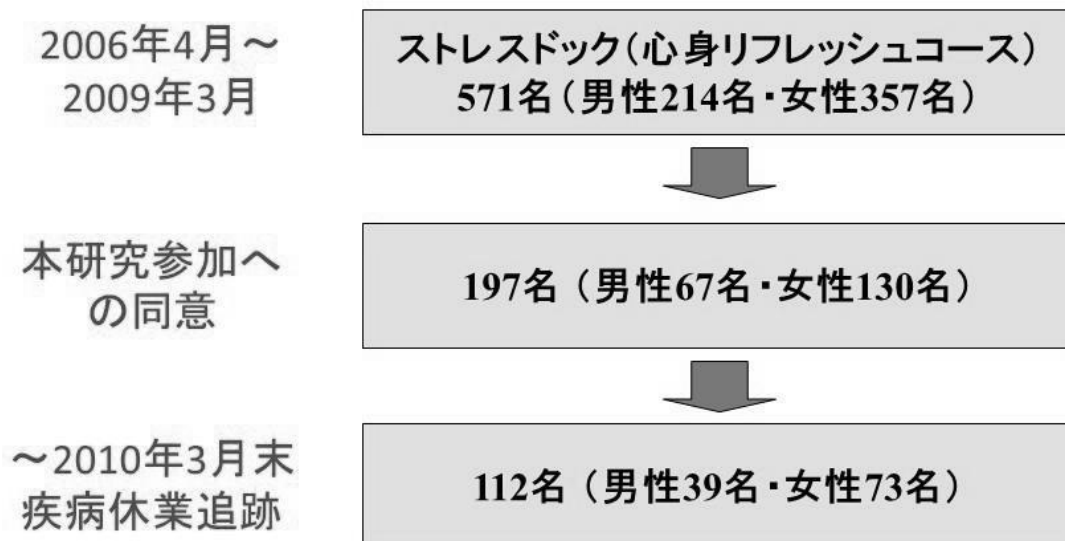 2006年4月～
2009年3月
ストレスドック（心身リフレッシュコース）
571名（男性214名・女性357名）
本研究参加へ
の同意
197名（男性67名・女性130名）
～2010年3月末
疾病休業追跡
112名（男性39名・女性73名）